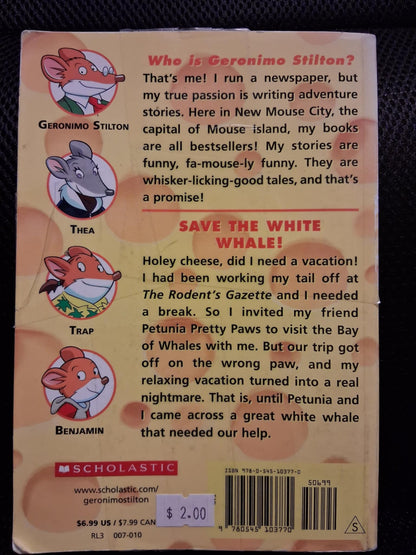 Who is Geronimo Stilton?
That's me! I run a newspaper, but
my true passion is writing adventure
stories. Here in New Mouse City, the
capital of Mouse island, my books
are all bestsellers! My stories are
funny, fa-mouse-ly funny. They are
whisker-licking-good tales, and that's
a promise!
GERONIMO STILTON
THEA
TRAP
BENJAMIN
SAVE THE WHITE
WHALE!
Holey cheese, did I need a vacation!
I had been working my tail off at
The Rodent's Gazette and I needed
a break. So I invited my friend
Petunia Pretty Paws to visit the Bay
of Whales with me. But our trip got
off on the wrong paw, and my
relaxing vacation turned into a real
nightmare. That is, until Petunia and
I came across a great white whale
that needed our help.
SCHOLASTIC
www.scholastic.com/
geronimostilton
$6.99 US / $7.99 CAN
RL3 007-010
$ 2.00
ISBN 978-0-545-10377-0
50699
9 780545 103770
S